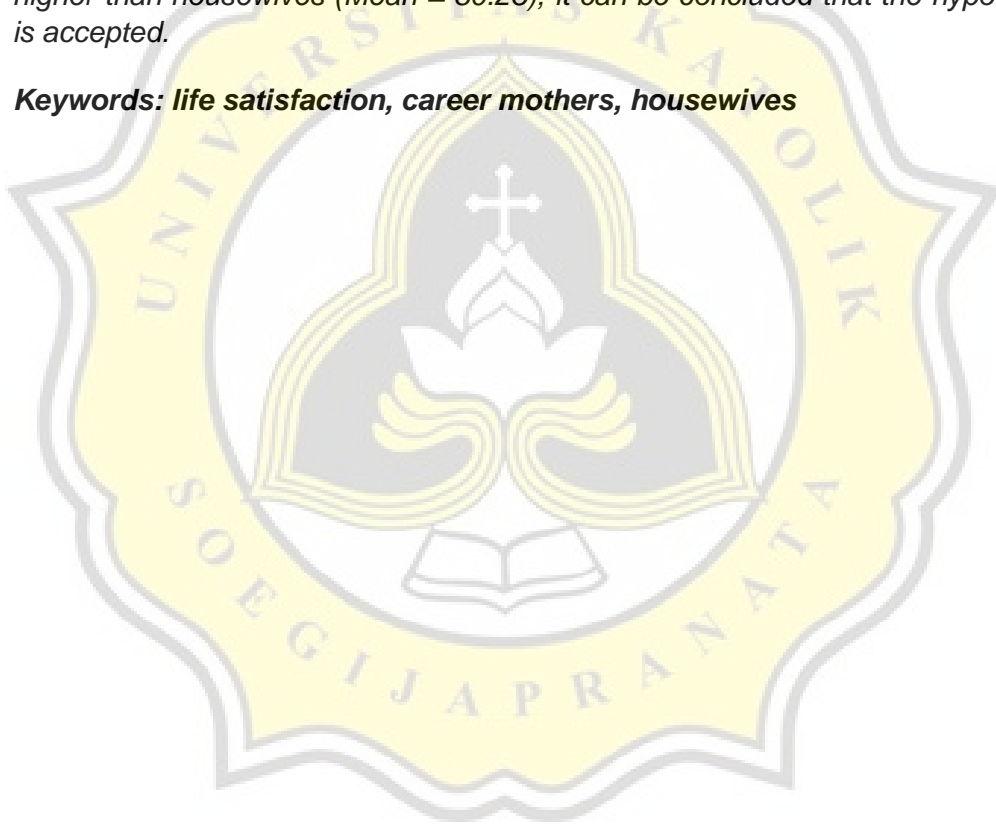 higher than housewives (Mean = it can be concluded that the hypo
is accepted.
Keywords: life satisfaction, career mothers, housewives
UNIVERSITAS KATOLIK
SOEGIJAPRANATA